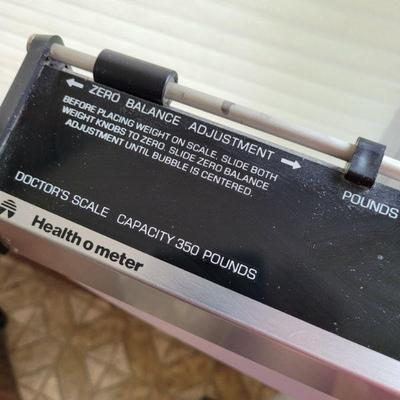 ← ZERO BALANCE ADJUSTMENT →
BEFORE PLACING WEIGHT ON SCALE, SLIDE BOTH
WEIGHT KNOBS TO ZERO. SLIDE ZERO BALANCE
ADJUSTMENT UNTIL BUBBLE IS CENTERED.
POUNDS
DOCTOR'S SCALE CAPACITY 350 POUNDS
Health o meter